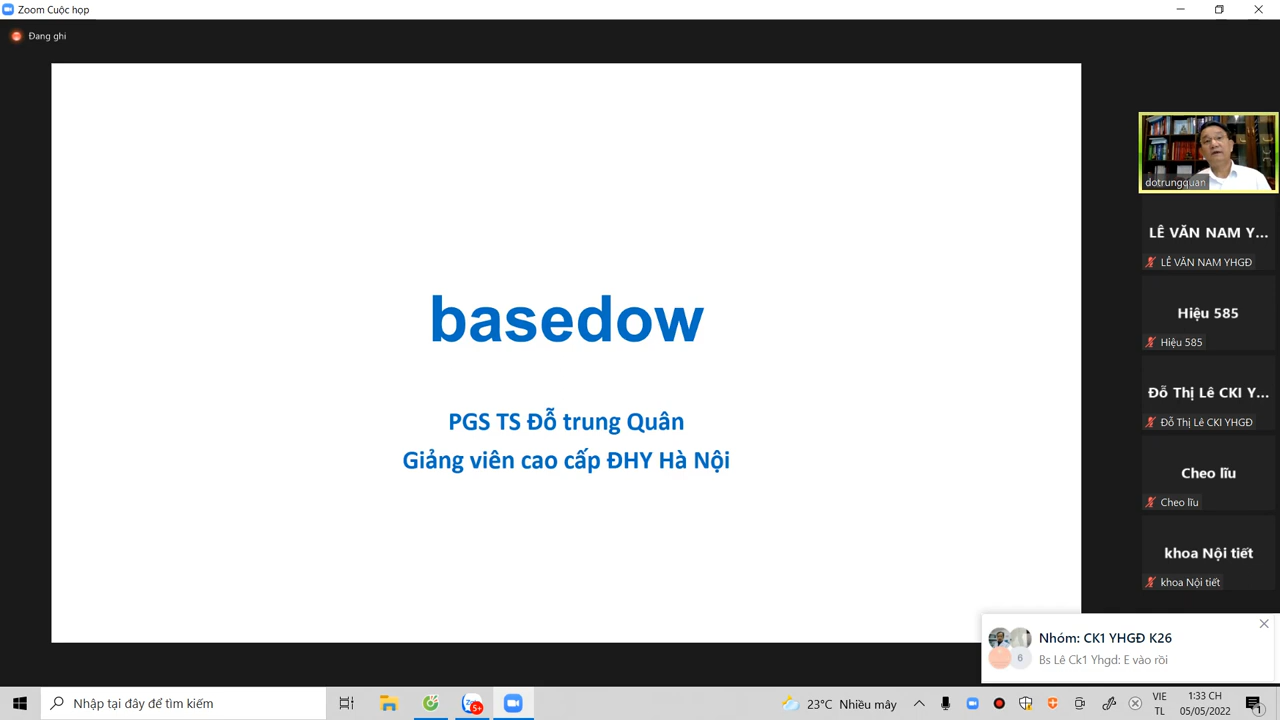 Zoom Cuộc họp
Đang ghi
basedow
PGS TS Đỗ trung Quân
Giảng viên cao cấp ĐHY Hà Nội
dotrungquan
LÊ VĂN NAM Y...
LÊ VĂN NAM YHGĐ
Hiệu 585
Hiệu 585
Đỗ Thị Lê CKI Y...
Đỗ Thị Lê CKI YHGĐ
Cheo lĩu
Cheo lĩu
khoa Nội tiết
khoa Nội tiết
Nhóm: CK1 YHGĐ K26
6
Bs Lê Ck1 Yhgd: E vào rồi
Nhập tại đây để tìm kiếm
5+
23°C Nhiều mây
VIE
TL
1:33 CH
05/05/2022
1